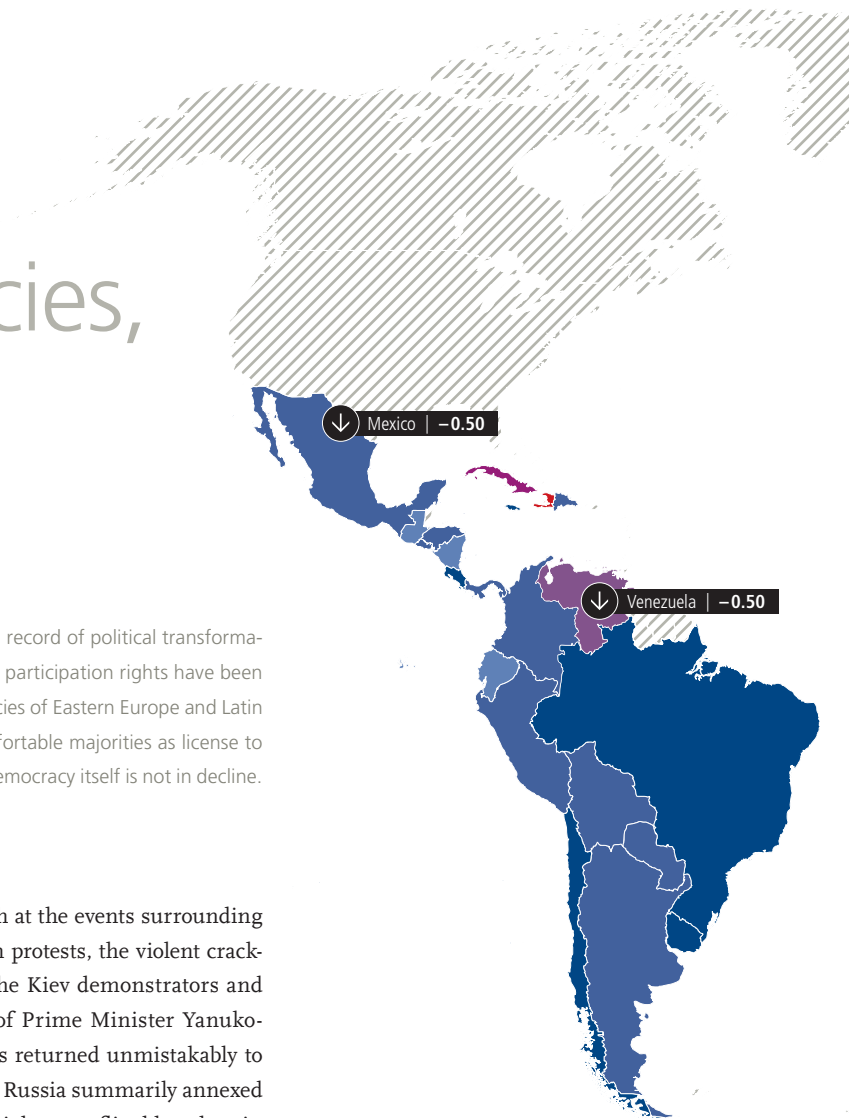 cies,
Mexico | −0.50
Venezuela | −0.50
record of political transforma-
participation rights have been
ties of Eastern Europe and Latin
fortable majorities as license to
emocracy itself is not in decline.
at the events surrounding
protests, the violent crack-
he Kiev demonstrators and
of Prime Minister Yanuko-
s returned unmistakably to
Russia summarily annexed